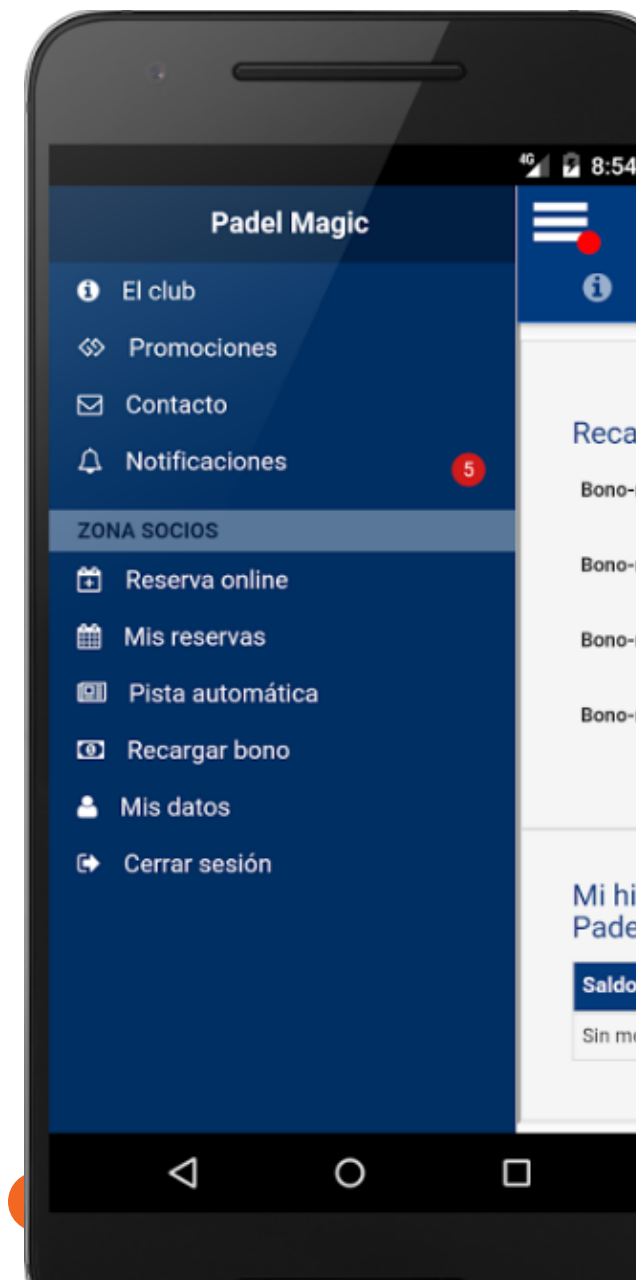 4G 8:54
Padel Magic
El club
Promociones
Contacto
Notificaciones
5
ZONA SOCIOS
Reserva online
Mis reservas
Pista automática
Recargar bono
Mis datos
Cerrar sesión
Reca
Bono-
Bono-
Bono-
Bono-
Mi hi
Pade
Saldo
Sin mo